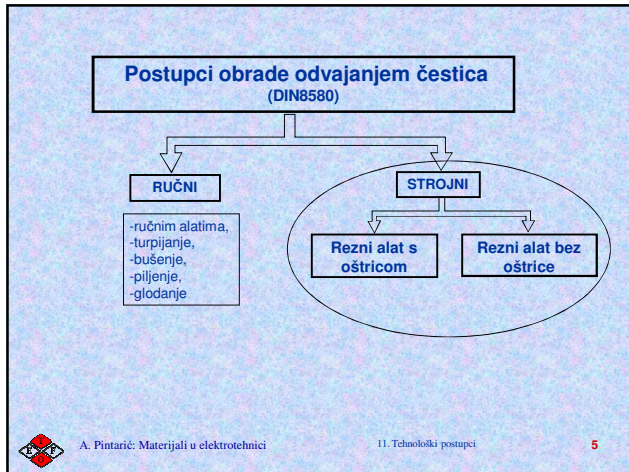 Postupci obrade odvajanjem čestica
(DIN8580)
RUČNI
-ručnim alatima,
-turpijanje,
-bušenje,
-piljenje,
-glodanje
STROJNI
Rezni alat s
oštricom
Rezni alat bez
oštrice
E T F
O
A. Pintarić: Materijali u elektrotehnici
11. Tehnološki postupci
5